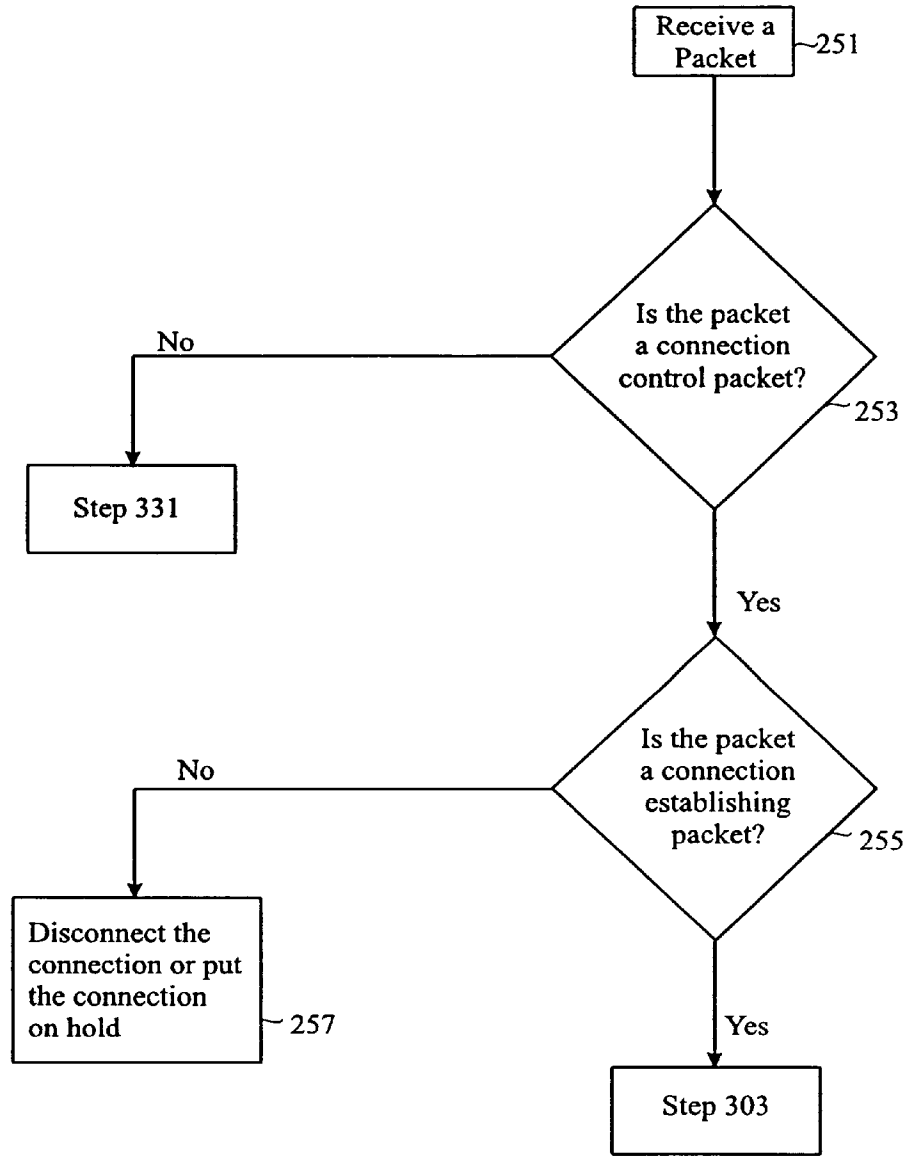 Receive a
Packet
251
Is the packet
a connection
control packet?
253
No
Step 331
Yes
Is the packet
a connection
establishing
packet?
255
No
Disconnect the
connection or put
the connection
on hold
257
Yes
Step 303